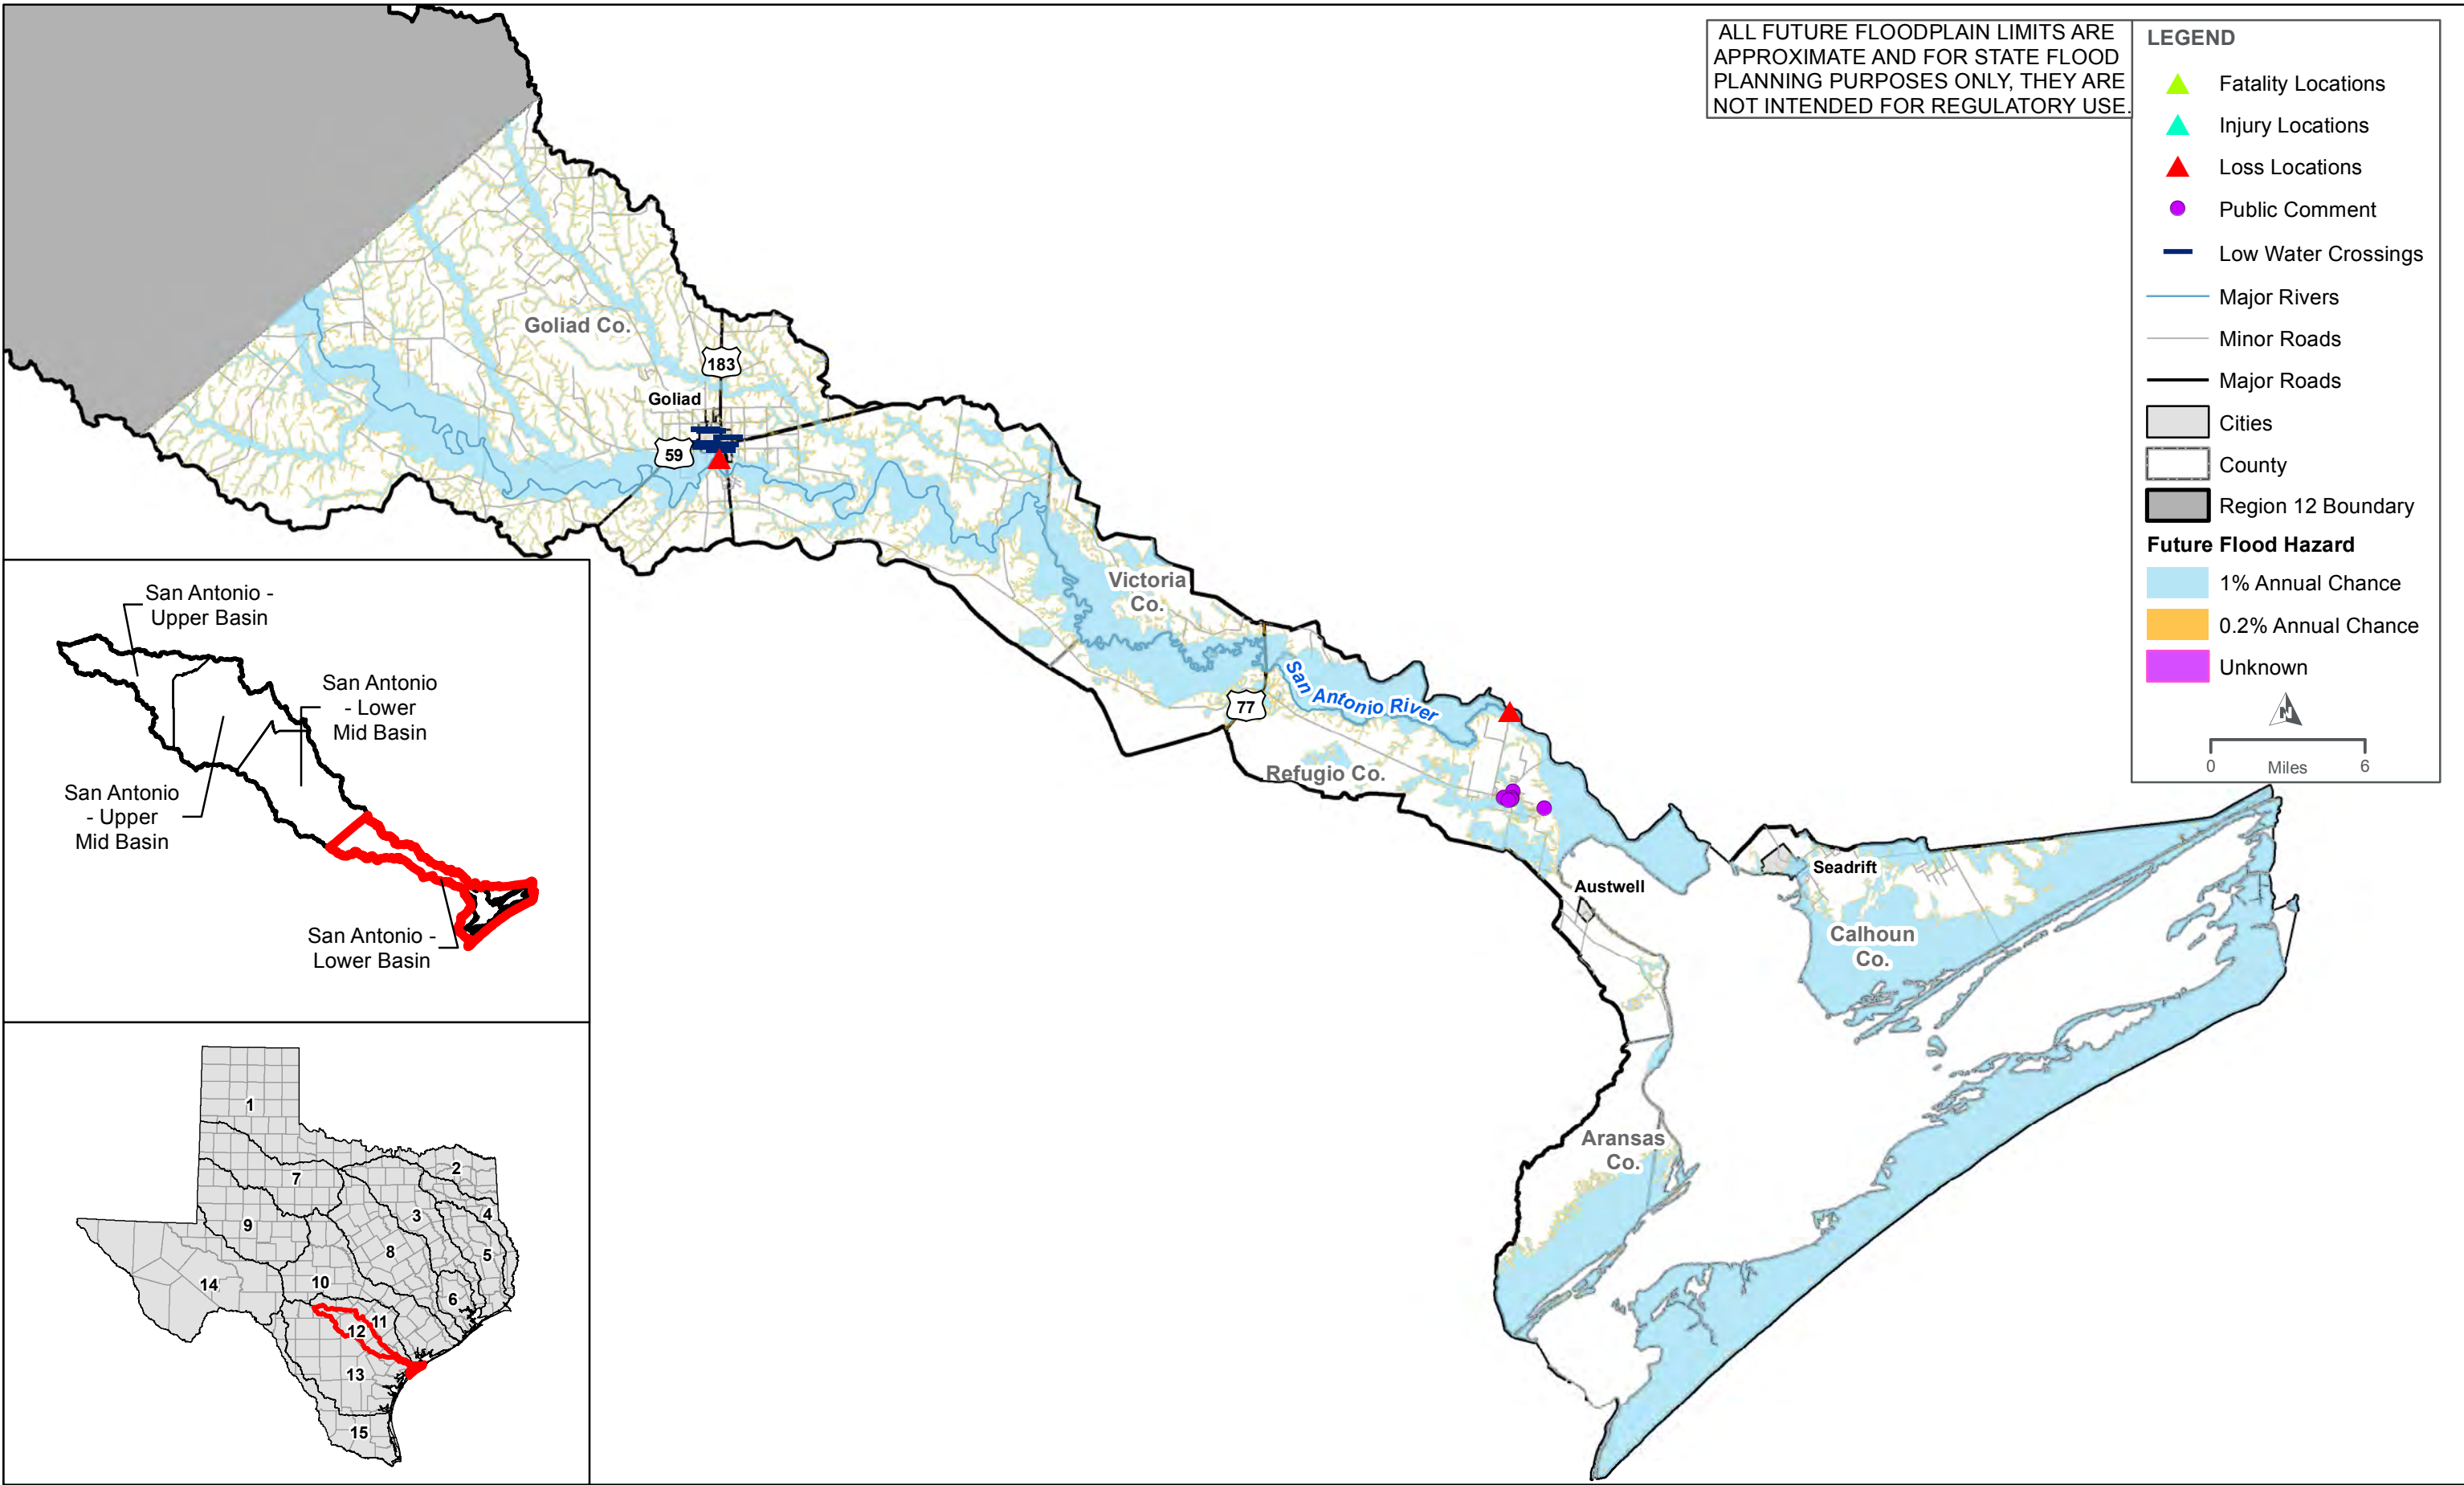 ALL FUTURE FLOODPLAIN LIMITS ARE
APPROXIMATE AND FOR STATE FLOOD
PLANNING PURPOSES ONLY, THEY ARE
NOT INTENDED FOR REGULATORY USE.
LEGEND
Fatality Locations
Injury Locations
Loss Locations
Public Comment
Low Water Crossings
Major Rivers
Minor Roads
Major Roads
Cities
County
Region 12 Boundary
Future Flood Hazard
1% Annual Chance
0.2% Annual Chance
Unknown
N
0 Miles 6
Goliad Co.
183
Goliad
59
Victoria
Co.
San Antonio River
77
Refugio Co.
Seadrift
Austwell
Calhoun
Co.
Aransas
Co.
San Antonio -
Upper Basin
San Antonio
- Lower
Mid Basin
San Antonio
- Upper
Mid Basin
San Antonio -
Lower Basin
1
2
7
3
4
9
8
5
14
10
6
11
12
13
15